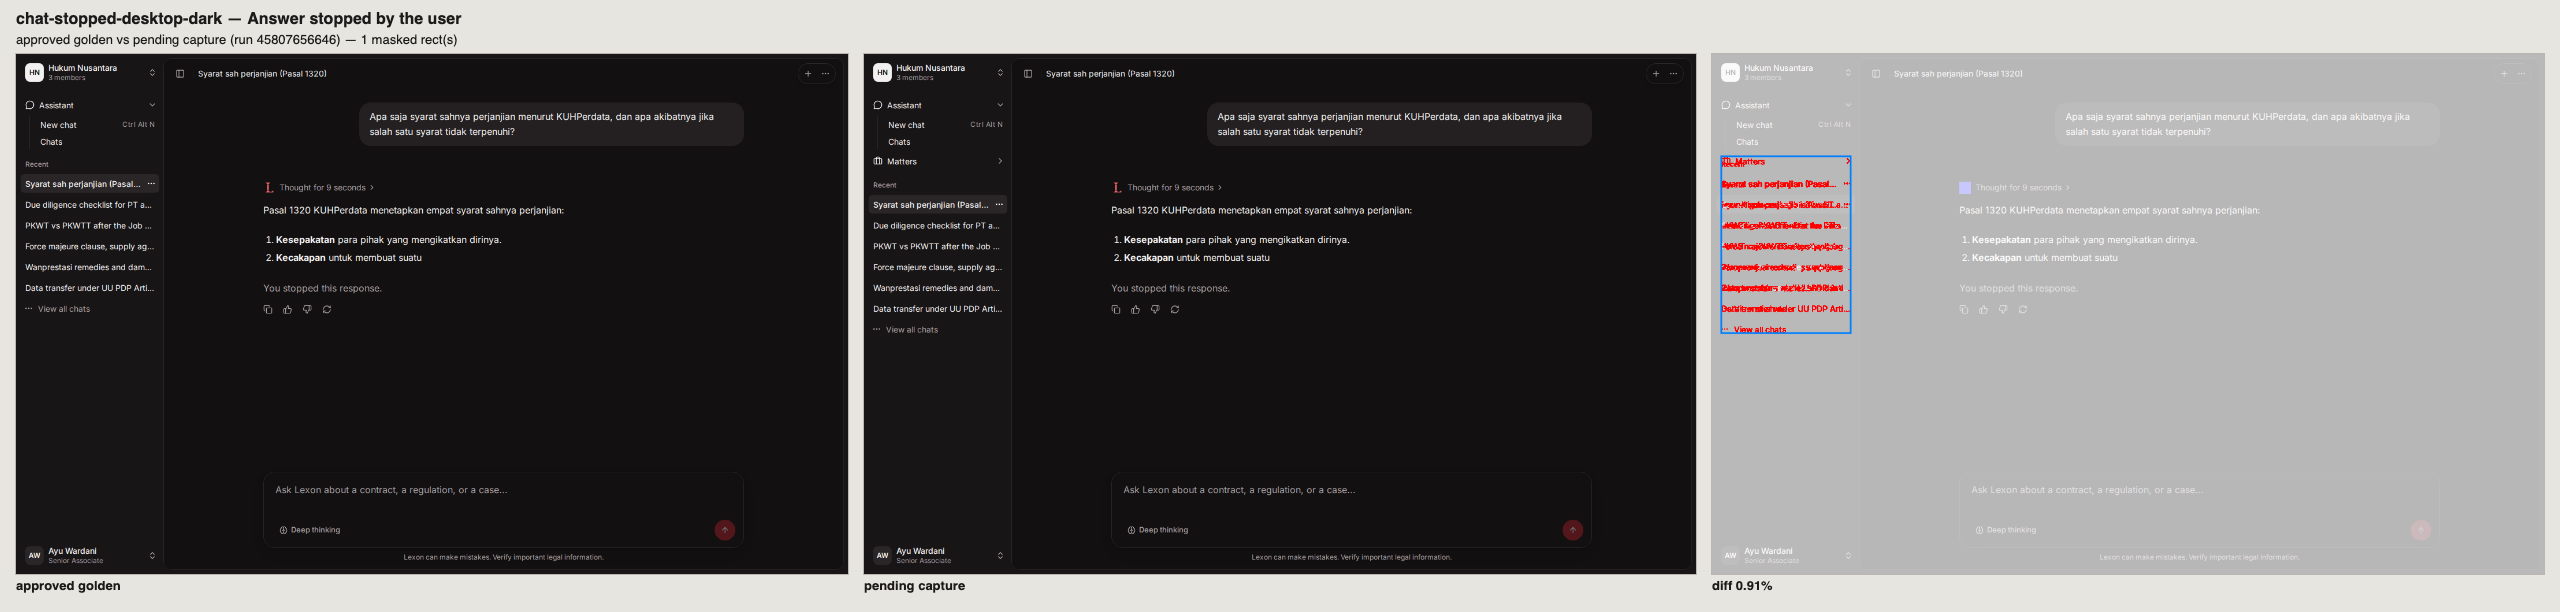 chat-stopped-desktop-dark — Answer stopped by the user
approved golden vs pending capture (run 45807656646) — 1 masked rect(s)
HN
Hukum Nusantara
3 members
Assistant
New chat
Ctrl Alt N
Chats
Recent
Syarat sah perjanjian (Pasal...
Due diligence checklist for PT a...
PKWT vs PKWTT after the Job ...
Force majeure clause, supply ag...
Wanprestasi remedies and dam...
Data transfer under UU PDP Arti...
View all chats
AW
Ayu Wardani
Senior Associate
Syarat sah perjanjian (Pasal 1320)
Apa saja syarat sahnya perjanjian menurut KUHPerdata, dan apa akibatnya jika
salah satu syarat tidak terpenuhi?
L
Thought for 9 seconds
Pasal 1320 KUHPerdata menetapkan empat syarat sahnya perjanjian:
1. Kesepakatan para pihak yang mengikatkan dirinya.
2. Kecakapan untuk membuat suatu
You stopped this response.
Ask Lexon about a contract, a regulation, or a case...
Deep thinking
Lexon can make mistakes. Verify important legal information.
approved golden
HN
Hukum Nusantara
3 members
Assistant
New chat
Ctrl Alt N
Chats
Matters
Recent
Syarat sah perjanjian (Pasal...
Due diligence checklist for PT a...
PKWT vs PKWTT after the Job ...
Force majeure clause, supply ag...
Wanprestasi remedies and dam...
Data transfer under UU PDP Arti...
View all chats
AW
Ayu Wardani
Senior Associate
Syarat sah perjanjian (Pasal 1320)
Apa saja syarat sahnya perjanjian menurut KUHPerdata, dan apa akibatnya jika
salah satu syarat tidak terpenuhi?
L
Thought for 9 seconds
Pasal 1320 KUHPerdata menetapkan empat syarat sahnya perjanjian:
1. Kesepakatan para pihak yang mengikatkan dirinya.
2. Kecakapan untuk membuat suatu
You stopped this response.
Ask Lexon about a contract, a regulation, or a case...
Deep thinking
Lexon can make mistakes. Verify important legal information.
pending capture
HN
Hukum Nusantara
3 members
Assistant
New chat
Ctrl Alt N
Chats
Matters
Syarat sah perjanjian (Pasal...
View all chats
AW
Ayu Wardani
Senior Associate
Syarat sah perjanjian (Pasal 1320)
Apa saja syarat sahnya perjanjian menurut KUHPerdata, dan apa akibatnya jika
salah satu syarat tidak terpenuhi?
Thought for 9 seconds
Pasal 1320 KUHPerdata menetapkan empat syarat sahnya perjanjian:
1. Kesepakatan para pihak yang mengikatkan dirinya.
2. Kecakapan untuk membuat suatu
You stopped this response.
Ask Lexon about a contract, a regulation, or a case...
Deep thinking
Lexon can make mistakes. Verify important legal information.
diff 0.91%